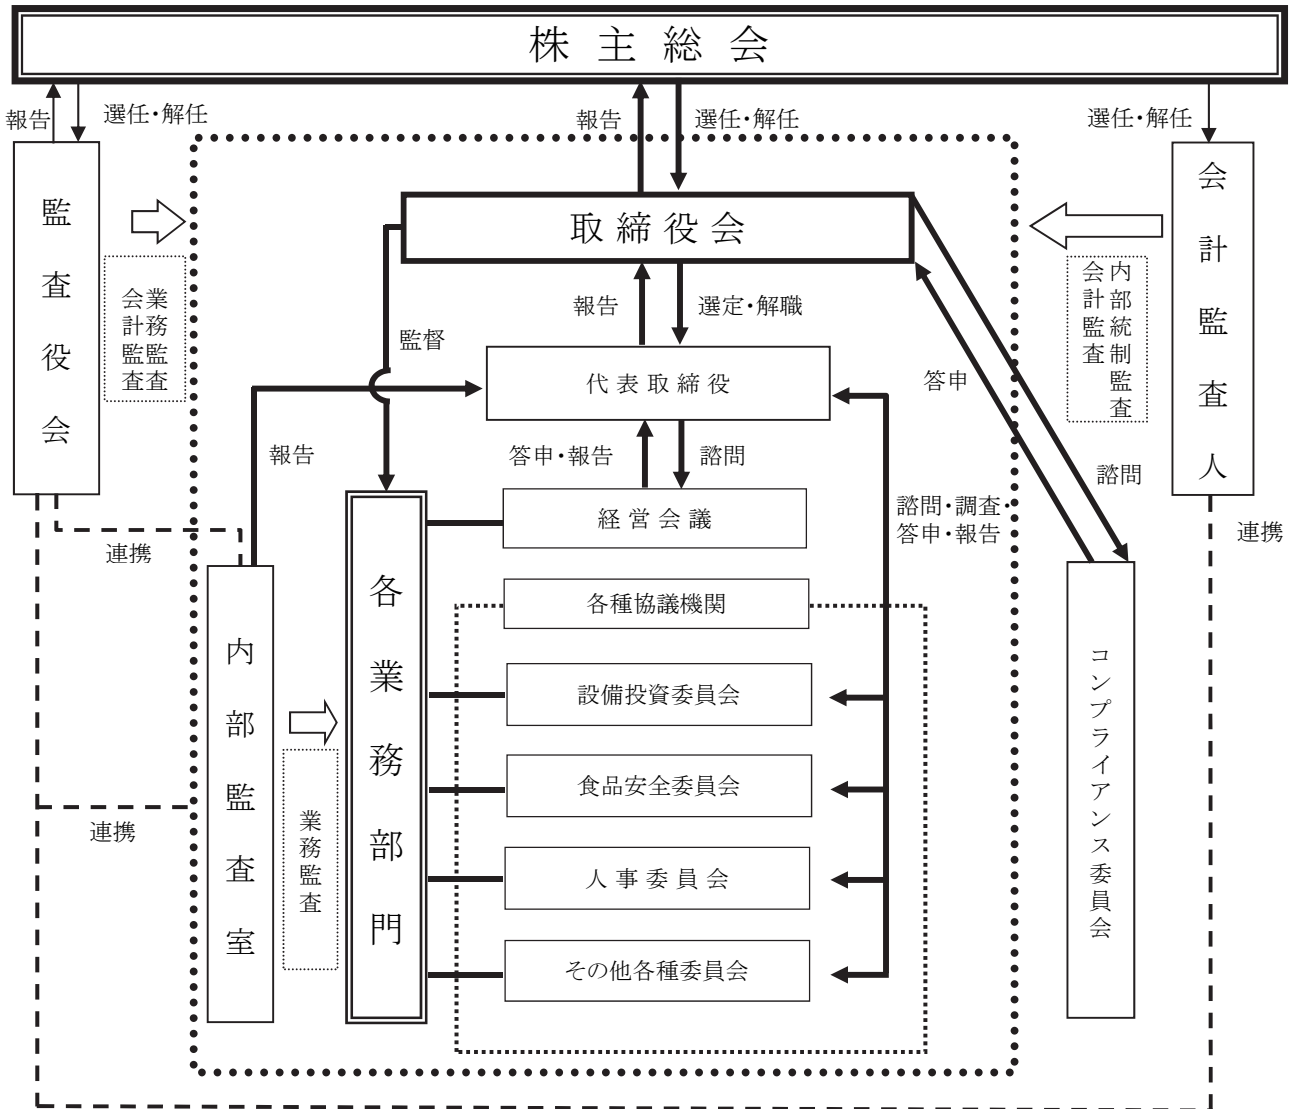 株主総会
報告
選任・解任
報告
選任・解任
選任・解任
監査役会
会計監査人
取締役会
業務監査
会計監査
内部統制監査
会計監査
報告
選定・解職
監督
代表取締役
答申
報告
答申・報告
諮問
諮問
経営会議
諮問・調査・
答申・報告
連携
連携
各業務部門
各種協議機関
内部監査室
設備投資委員会
コンプライアンス委員会
食品安全委員会
連携
業務監査
人事委員会
その他各種委員会